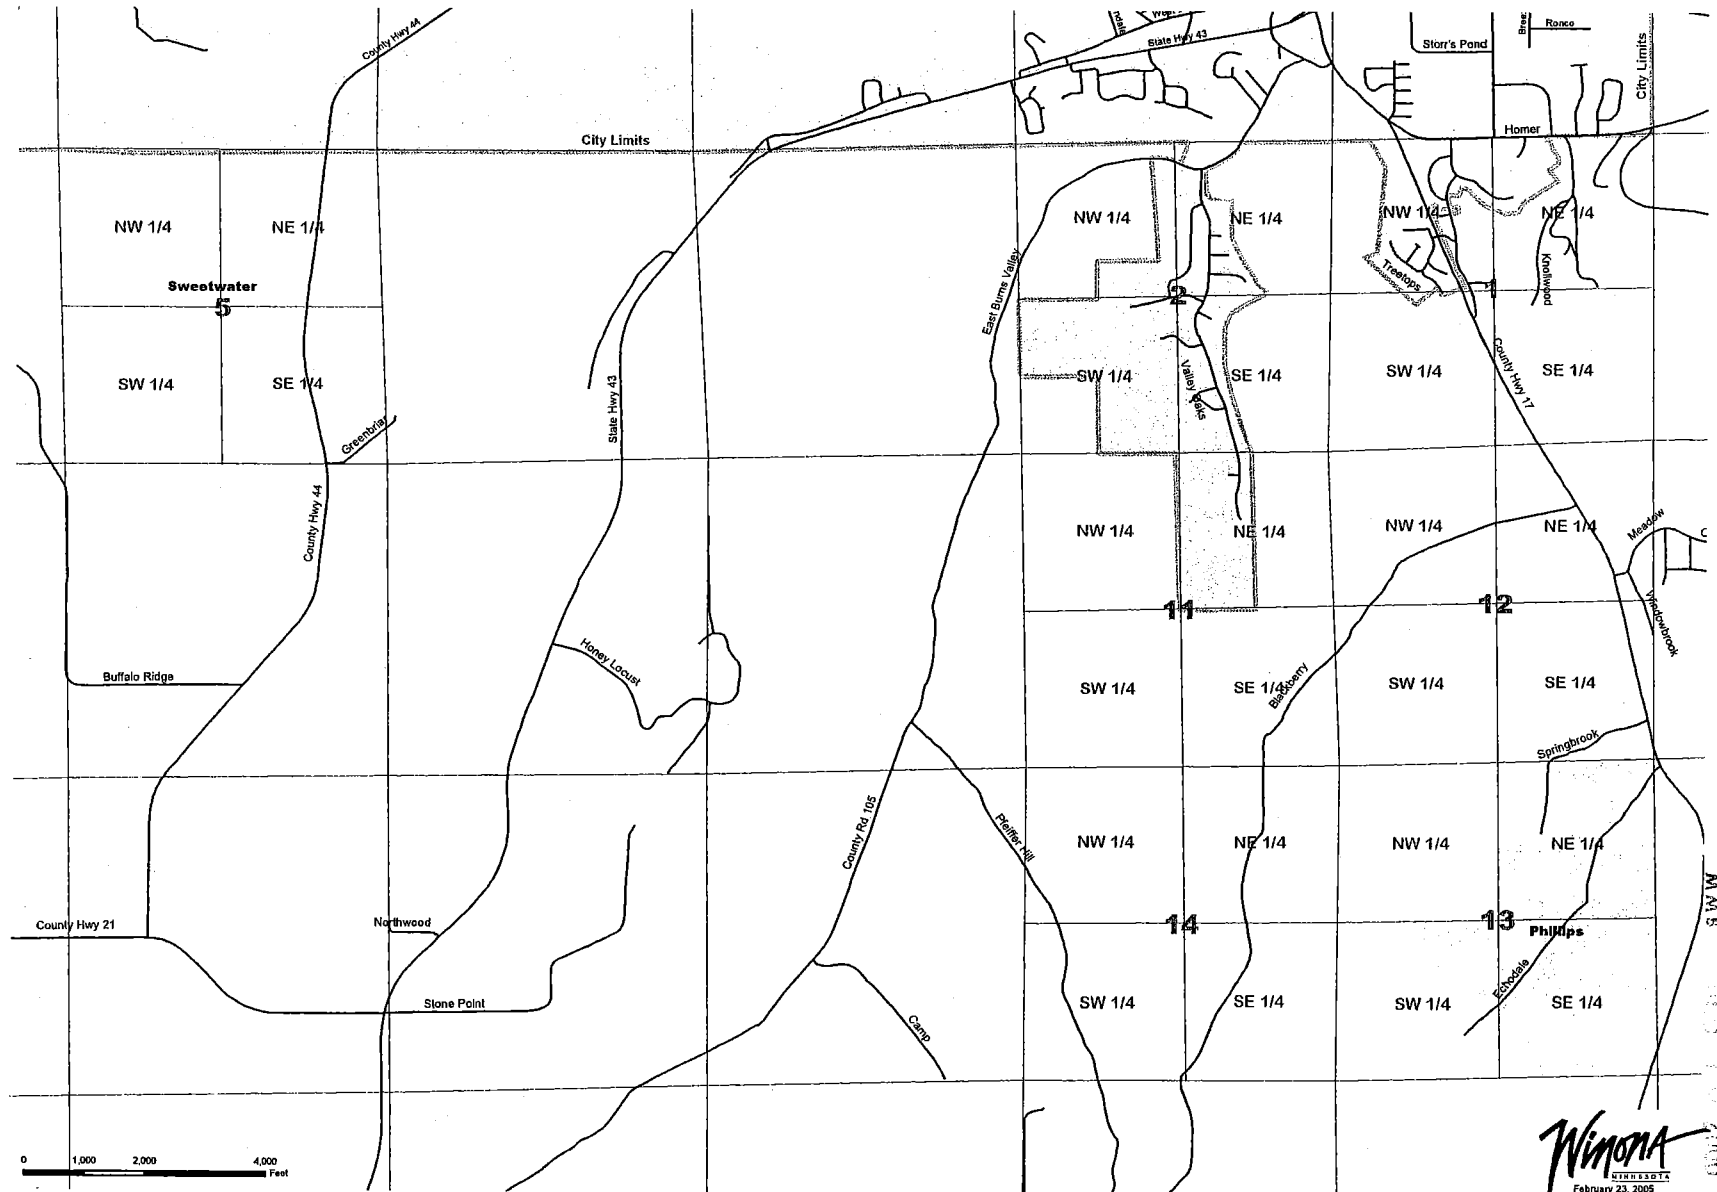 County Hwy 44
State Hwy 43
Storr's Pond
Ronco
City Limits
City Limits
Homer
NW 1/4
NE 1/4
Sweetwater
5
SW 1/4
SE 1/4
Greenbriar
County Hwy 44
Buffalo Ridge
County Hwy 21
State Hwy 43
Honey Locust
Northwood
Stone Point
East Burns Valley
County Rd 105
Pfeiffer Hill
Camp
NW 1/4
NE 1/4
2
SW 1/4
SE 1/4
Valley Oaks
NW 1/4
NE 1/4
Treetops
Knollwood
1
SW 1/4
SE 1/4
County Hwy 17
NW 1/4
NE 1/4
11
SW 1/4
SE 1/4
Blackberry
NW 1/4
NE 1/4
12
SW 1/4
SE 1/4
Meadow
Windowbrook
Springbrook
NW 1/4
NE 1/4
14
SW 1/4
SE 1/4
NW 1/4
NE 1/4
13
Phillips
Echodale
SW 1/4
SE 1/4
0 1,000 2,000 4,000
Feet
Winona
MINNESOTA
February 23, 2005